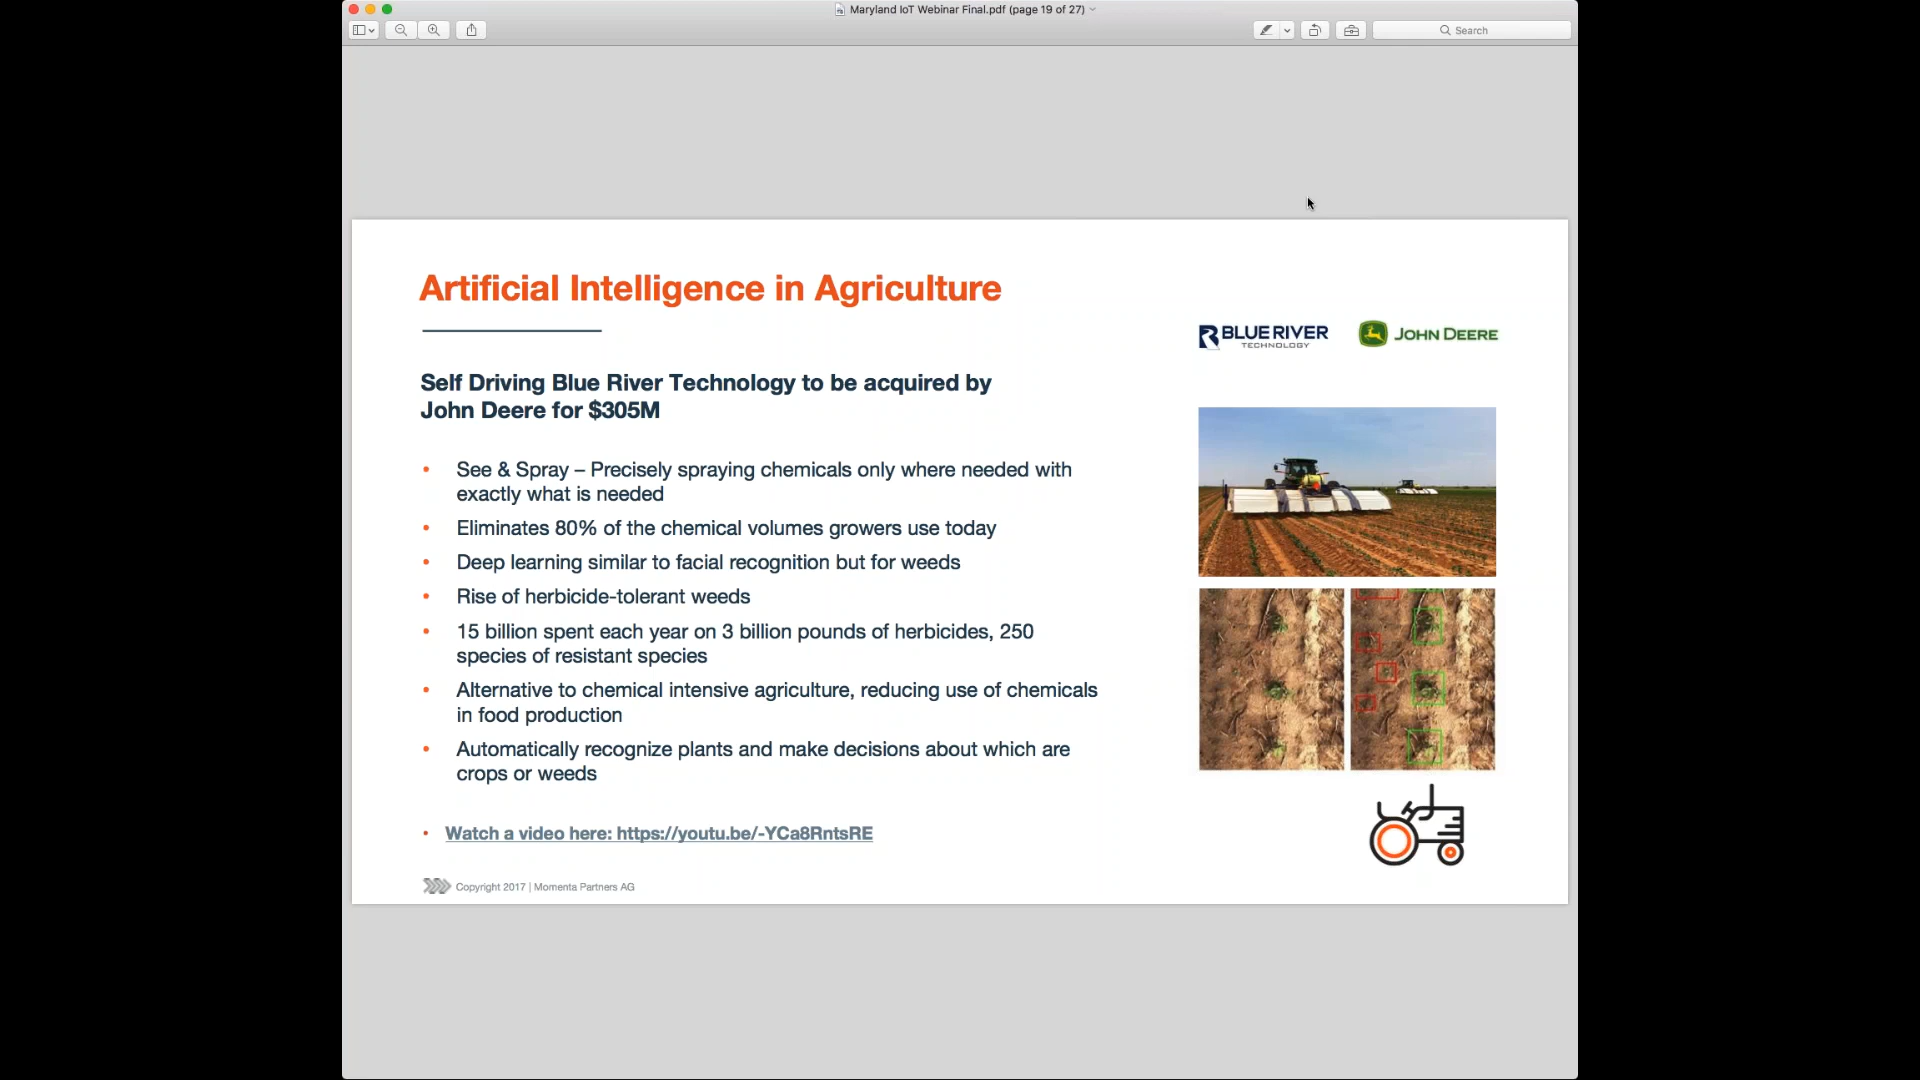 Maryland IoT Webinar Final.pdf (page 19 of 27)
Search
Artificial Intelligence in Agriculture
BLUE RIVER
TECHNOLOGY
JOHN DEERE
Self Driving Blue River Technology to be acquired by
John Deere for $305M
• See & Spray – Precisely spraying chemicals only where needed with
exactly what is needed
• Eliminates 80% of the chemical volumes growers use today
• Deep learning similar to facial recognition but for weeds
• Rise of herbicide-tolerant weeds
• 15 billion spent each year on 3 billion pounds of herbicides, 250
species of resistant species
• Alternative to chemical intensive agriculture, reducing use of chemicals
in food production
• Automatically recognize plants and make decisions about which are
crops or weeds
• Watch a video here: https://youtu.be/-YCa8RntsRE
Copyright 2017 | Momenta Partners AG